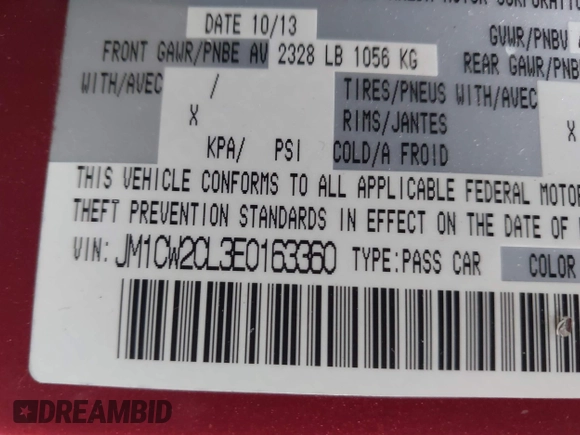 MOTOR CORPORATION
DATE 10/13
GVWR/PNBV
FRONT GAWR/PNBE AV 2328 LB 1056 KG
REAR GAWR/PNBE
WITH/AVEC /
TIRES/PNEUS WITH/AVEC
X
RIMS/JANTES
X
KPA/ PSI COLD/A FROID
THIS VEHICLE CONFORMS TO ALL APPLICABLE FEDERAL MOTOR
THEFT PREVENTION STANDARDS IN EFFECT ON THE DATE OF
VIN: JM1CW2CL3E0163360 TYPE:PASS CAR COLOR
DREAMBID